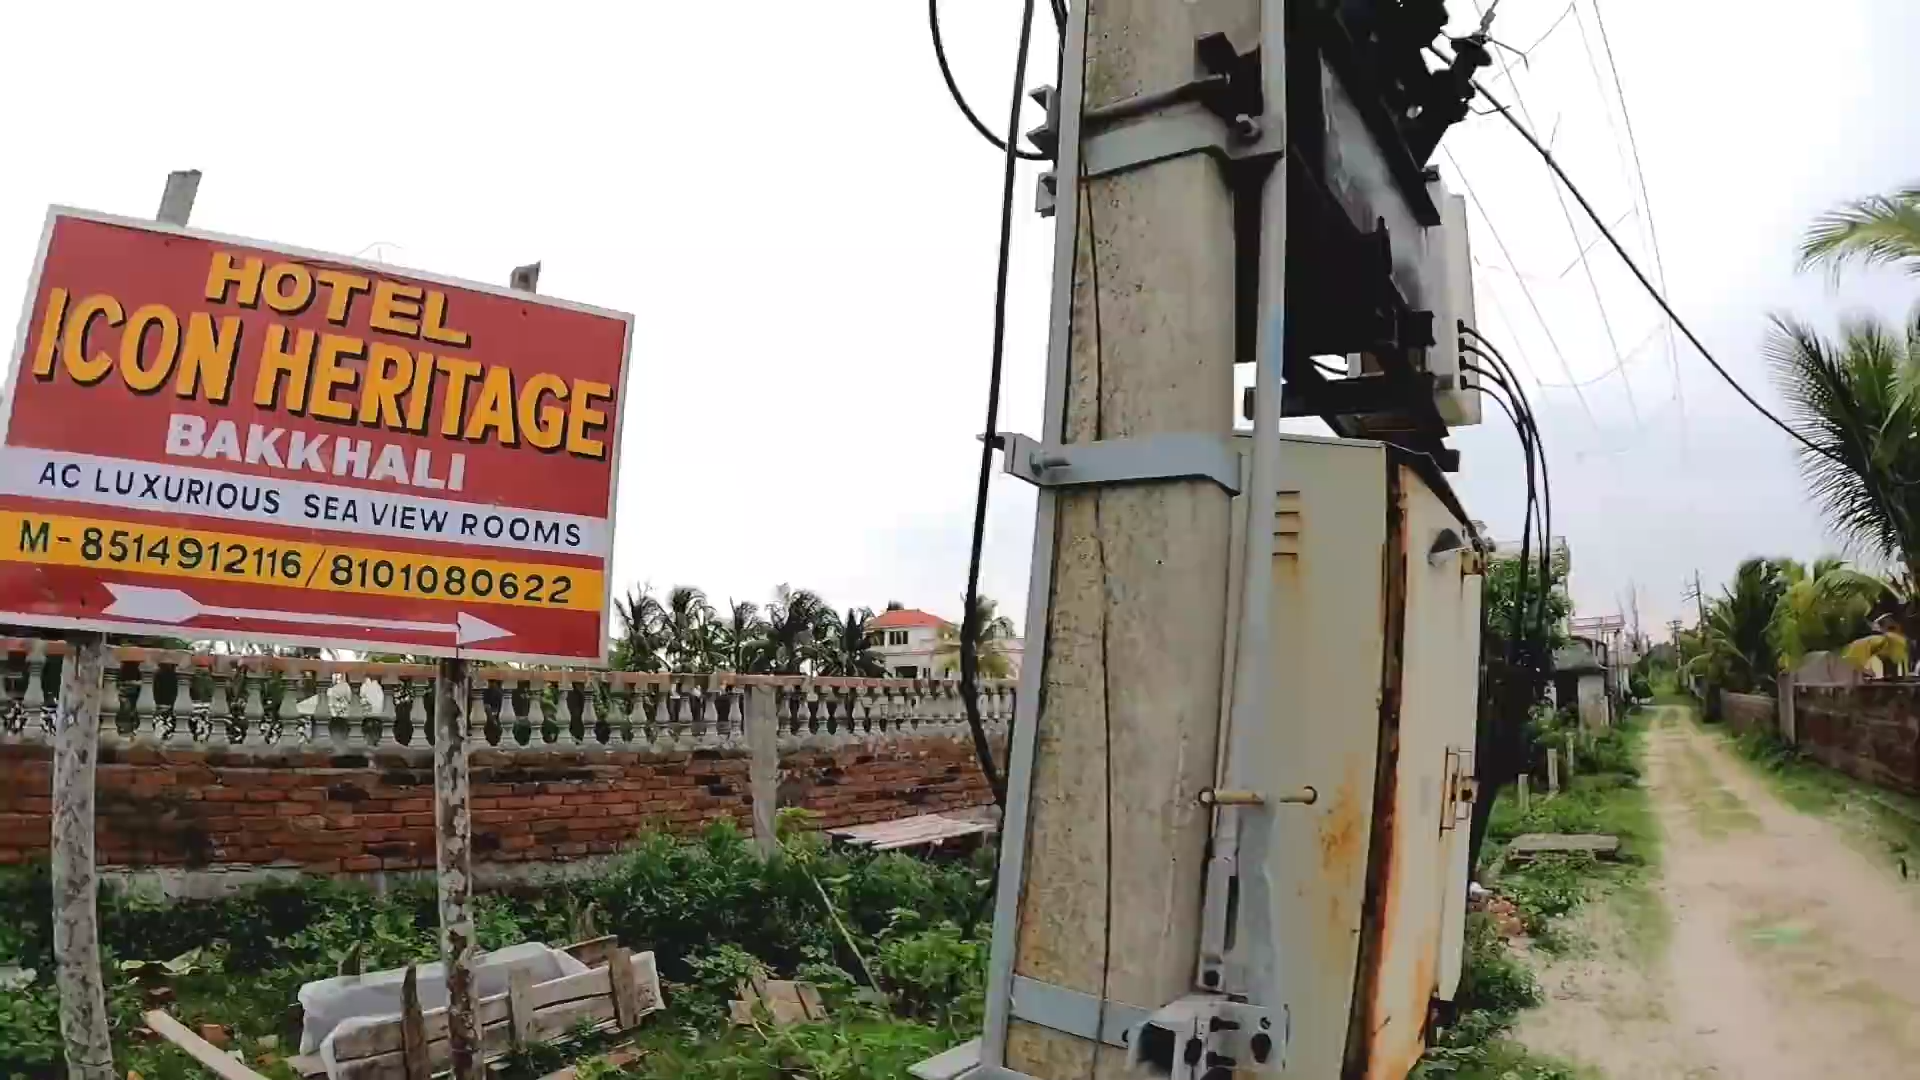 HOTEL
ICON HERITAGE
BAKKHALI
AC LUXURIOUS SEA VIEW ROOMS
M-8514912116/8101080622